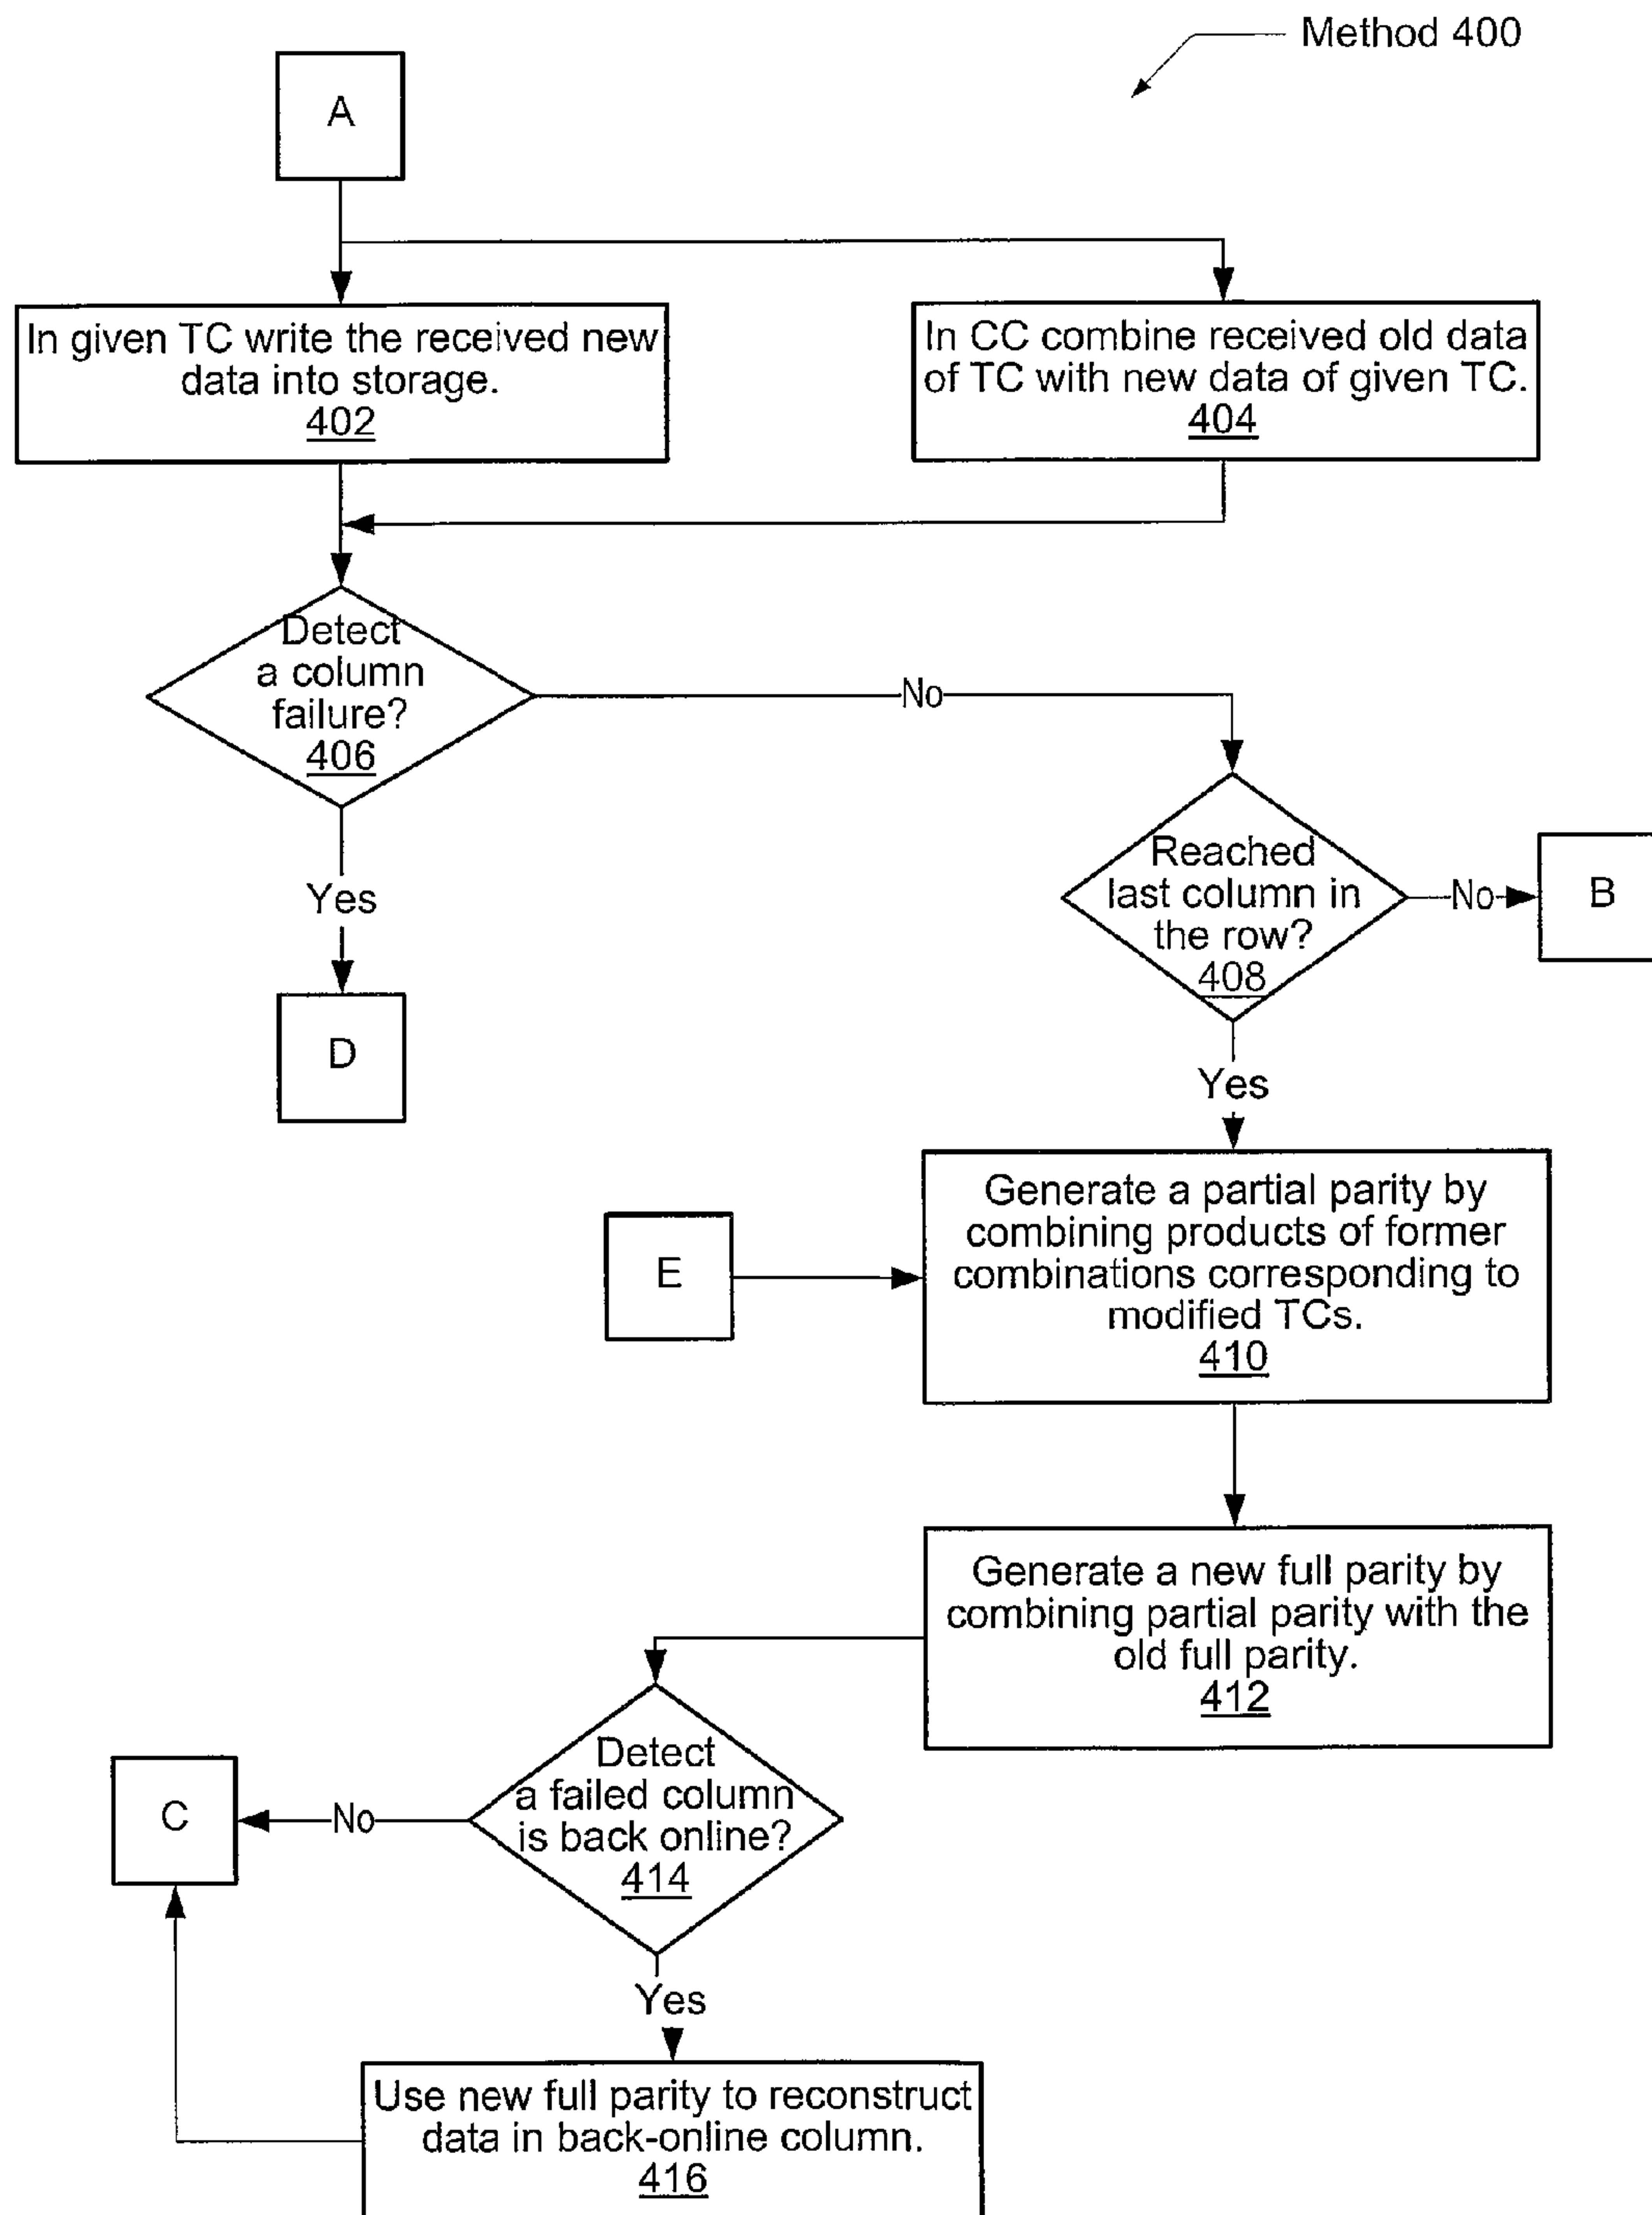 Method 400
A
In given TC write the received new
data into storage.
402
In CC combine received old data
of TC with new data of given TC.
404
Detect
a column
failure?
406
No
Yes
D
Reached
last column in
the row?
408
No
B
Yes
E
Generate a partial parity by
combining products of former
combinations corresponding to
modified TCs.
410
Generate a new full parity by
combining partial parity with the
old full parity.
412
Detect
a failed column
is back online?
414
No
C
Yes
Use new full parity to reconstruct
data in back-online column.
416